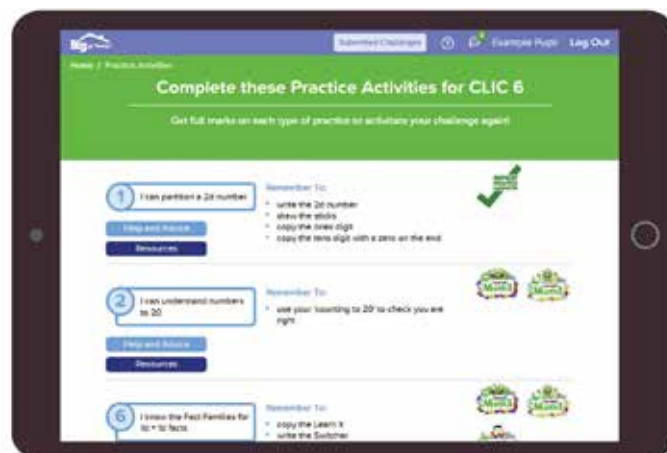 Big
Submitted Challenges
Example Pupil
Log Out
Home / Practice Activities
Complete these Practice Activities for CLIC 6
Get full marks on each type of practice to activate your challenge again!
1
I can partition a 2d number
Help and Advice
Resources
Remember To:
write the 2d number
draw the sticks
copy the ones digit
copy the tens digit with a zero on the end
2
I can understand numbers
to 20
Help and Advice
Resources
Remember To:
use your 'counting to 20' to check you are
right
6
I know the Fact Families for
1d + 1d facts
Remember To:
copy the Learn It
write the Switcher